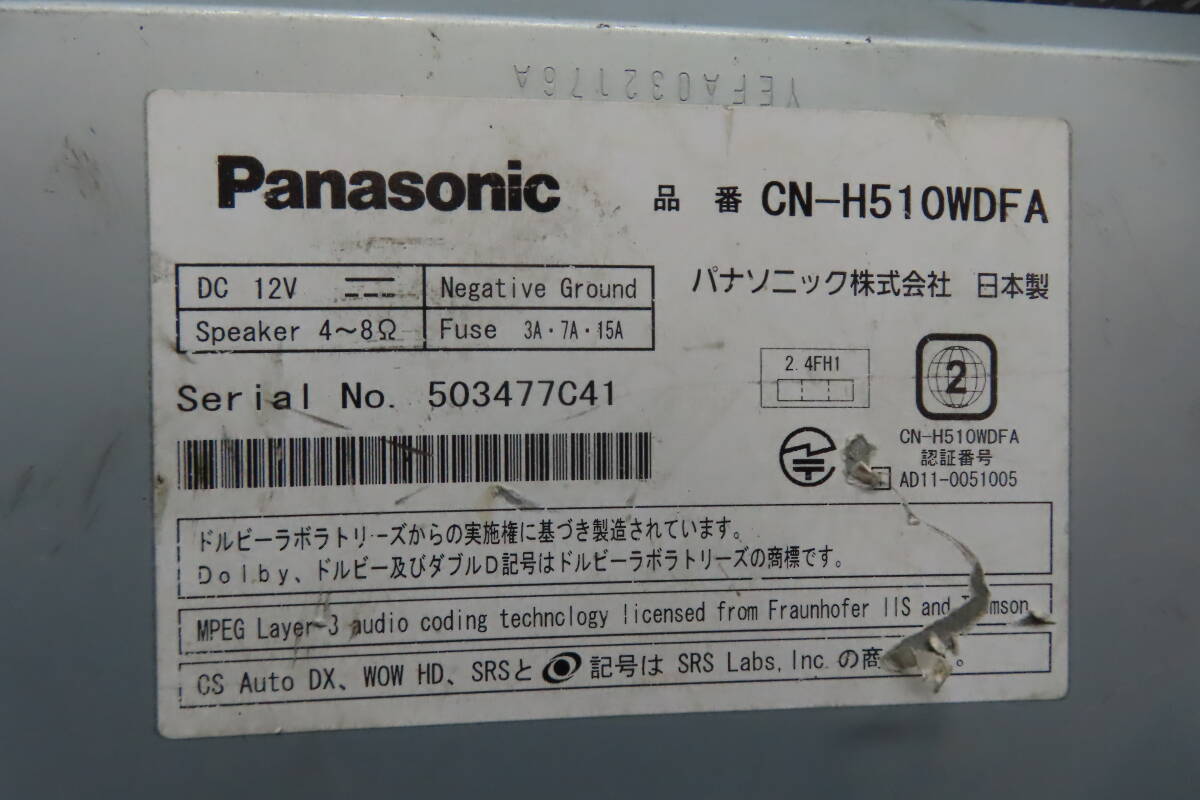 YEFA032176A
Panasonic 品 番 CN-H510WDFA
DC 12V Negative Ground
Speaker 4~8Ω Fuse 3A・7A・15A
パナソニック株式会社 日本製
Serial No. 503477C41
2.4FH1
2
CN-H510WDFA
認証番号
AD11-0051005
ドルビーラボラトリーズからの実施権に基づき製造されています。
Dolby、ドルビー及びダブルD記号はドルビーラボラトリーズの商標です。
MPEG Layer-3 audio coding technology licensed from Fraunhofer IIS and
CS Auto DX、WOW HD、SRSと 記号は SRS Labs, Inc. の商 。